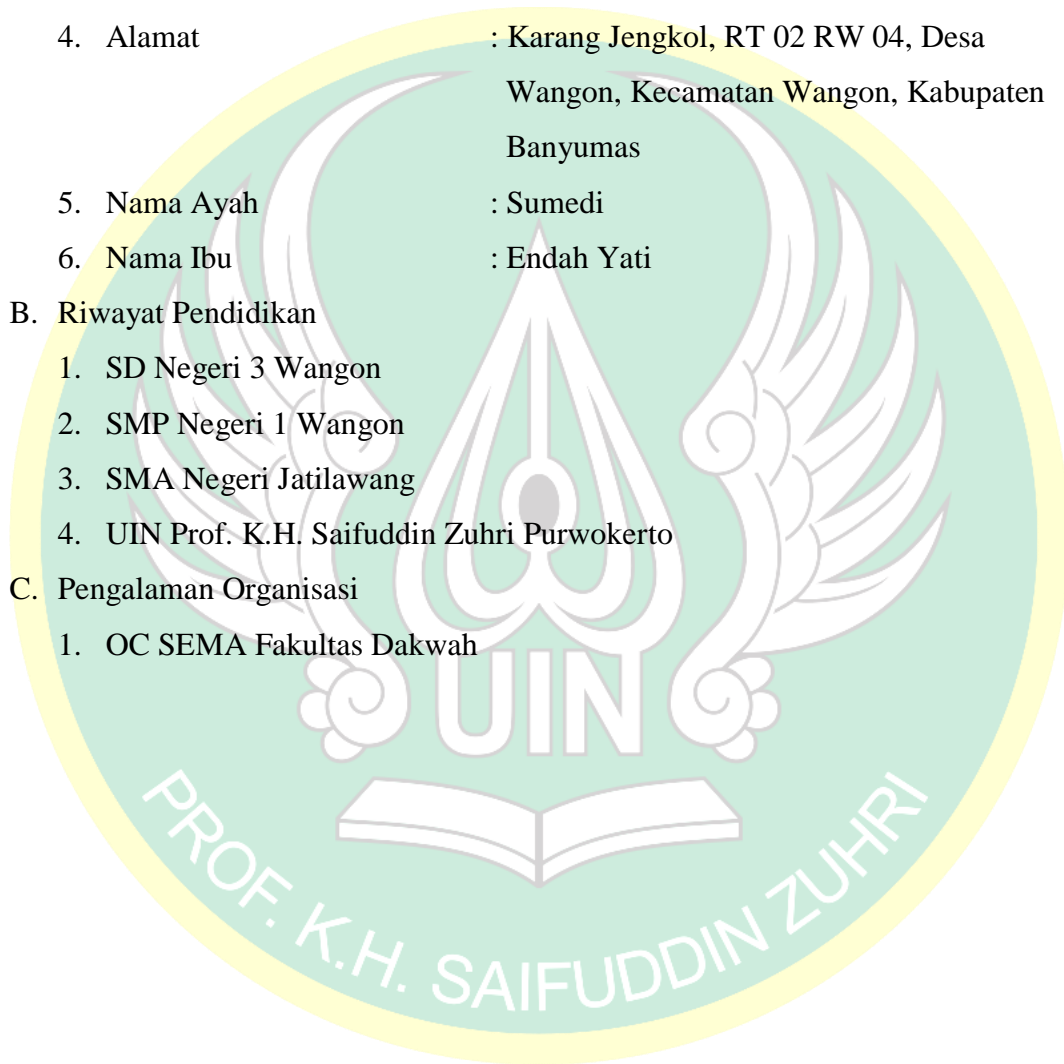 4. Alamat : Karang Jengkol, RT 02 RW 04, Desa
Wangon, Kecamatan Wangon, Kabupaten
Banyumas
5. Nama Ayah : Sumedi
6. Nama Ibu : Endah Yati
B. Riwayat Pendidikan
1. SD Negeri 3 Wangon
2. SMP Negeri 1 Wangon
3. SMA Negeri Jatilawang
4. UIN Prof. K.H. Saifuddin Zuhri Purwokerto
C. Pengalaman Organisasi
1. OC SEMA Fakultas Dakwah
UIN
PROF. K.H. SAIFUDDIN ZUHRI